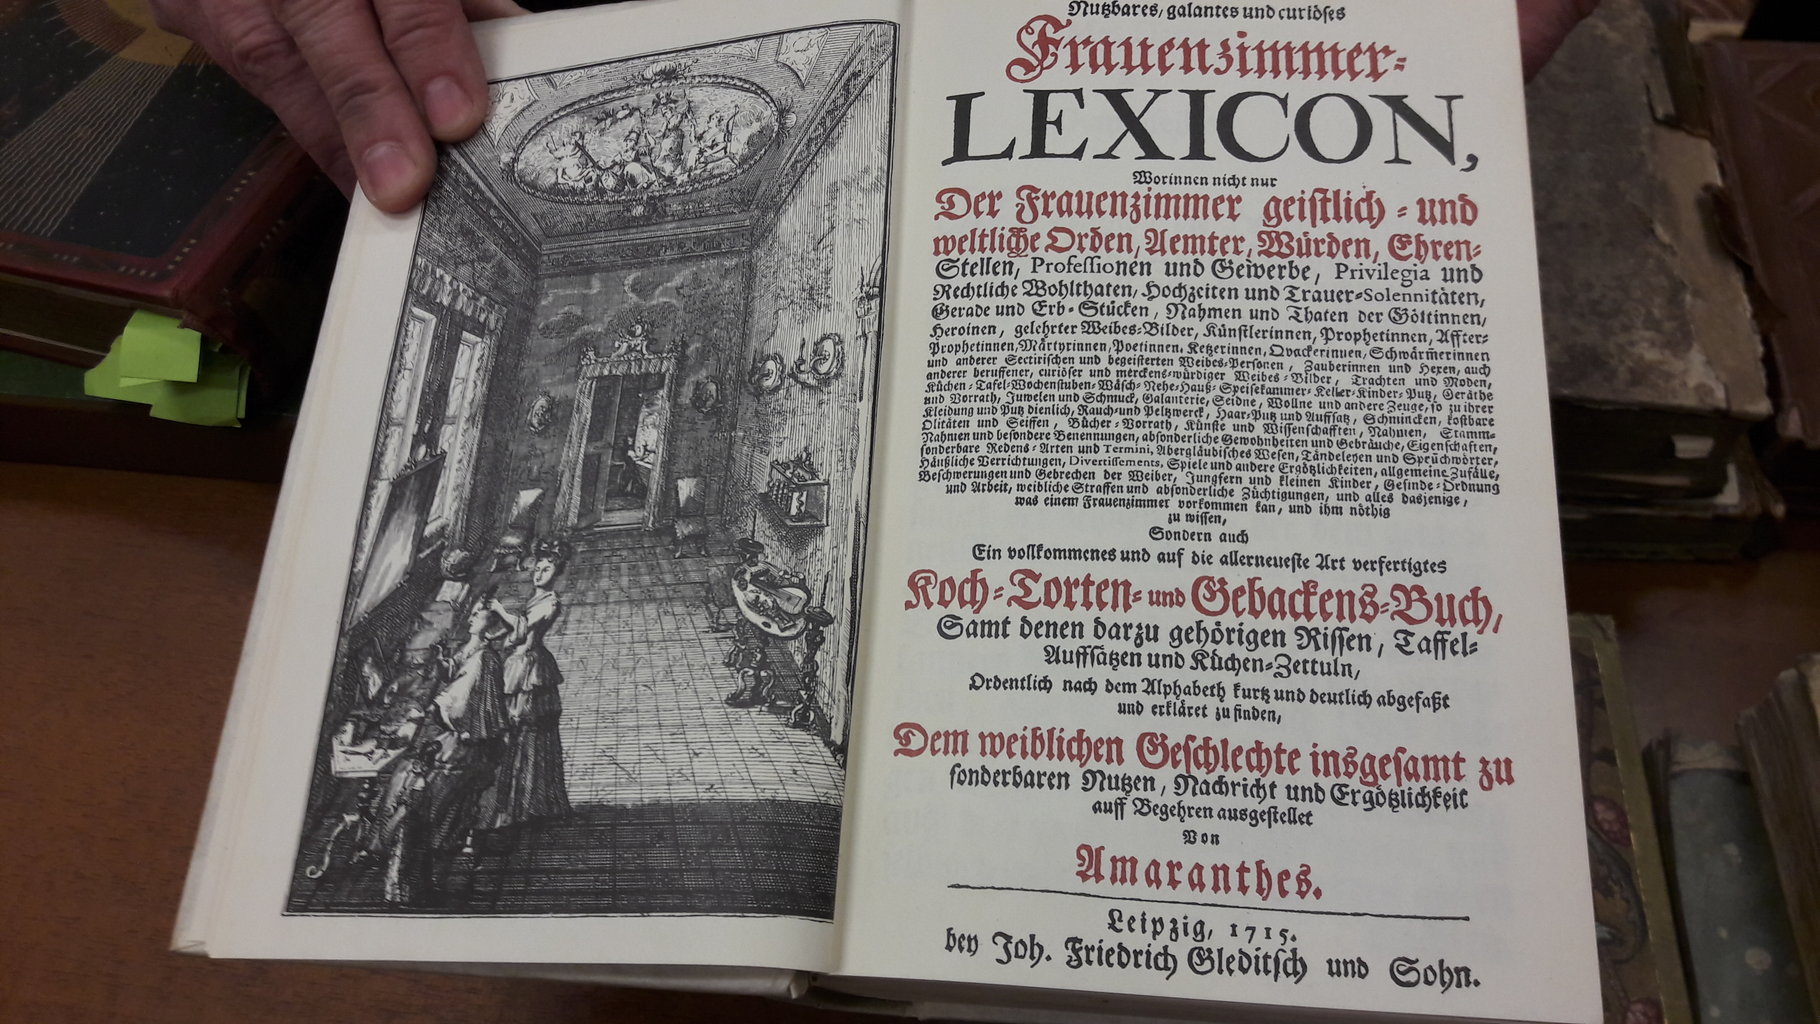 Nutzbares, galantes und curiöses
Frauenzimmer-
LEXICON,
Worinnen nicht nur
Der Frauenzimmer geistlich- und
weltliche Orden, Aemter, Würden, Ehren-
Stellen, Professionen und Gewerbe, Privilegia und
Rechtliche Wohlthaten, Hochzeiten und Trauer-Solennitäten,
Gerade und Erb-Stücken, Nahmen und Thaten der Göttinnen,
Heroinen, gelehrter Weibes-Bilder, Künstlerinnen, Prophetinnen, Affter-
Prophetinnen, Märtyrinnen, Poetinnen, Ketzerinnen, Qvackerinnen, Schwärmerinnen
und anderer Sectirischen und begeisterten Weibes-Personen, Zauberinnen und Hexen, auch
anderer beruffener, curiöser und merckens-würdiger Weibes-Bilder, Trachten und Moden,
Küchen-Tafel-Wochenstuben-Wäsch-Nehe-Hauß-Speisekammer-Keller-Kinder-Putz, Geräthe
und Vorrath, Juwelen und Schmuck, Galanterie, Seidne, Wollne und andere Zeuge, so zu ihrer
Kleidung und Putz dienlich, Rauch-und Peltzwerck, Haar-Putz und Auffsatz, Schmincken, kostbare
Olitäten und Seiffen, Bücher-Vorrath, Künste und Wissenschafften, Nahmen, Stamm-
Nahmen und besondere Benennungen, absonderliche Gewohnheiten und Gebräuche, Eigenschaften,
sonderbare Redens-Arten und Termini, Abergläubisches Wesen, Tändeleyen und Sprüchwörter,
Häußliche Verrichtungen, Divertissements, Spiele und andere Ergötzlichkeiten, allgemeine Zufälle,
Beschwerungen und Gebrechen der Weiber, Jungfern und kleinen Kinder, Gesinde-Ordnung
und Arbeit, weibliche Straffen und absonderliche Züchtigungen, und alles dasjenige,
was einem Frauenzimmer vorkommen kan, und ihm nöthig
zu wissen,
Sondern auch
Ein vollkommenes und auf die allerneueste Art verfertigtes
Koch-Torten- und Gebackens-Buch,
Samt denen darzu gehörigen Rissen, Taffel-
Auffsätzen und Küchen-Zettuln,
Ordentlich nach dem Alphabeth kurtz und deutlich abgefaßt
und erkläret zu finden,
Dem weiblichen Geschlechte insgesamt zu
sonderbaren Nutzen, Nachricht und Ergötzlichkeit
auff Begehren ausgestellet
Von
Amaranthes.
Leipzig, 1715.
bey Joh. Friedrich Gleditsch und Sohn.